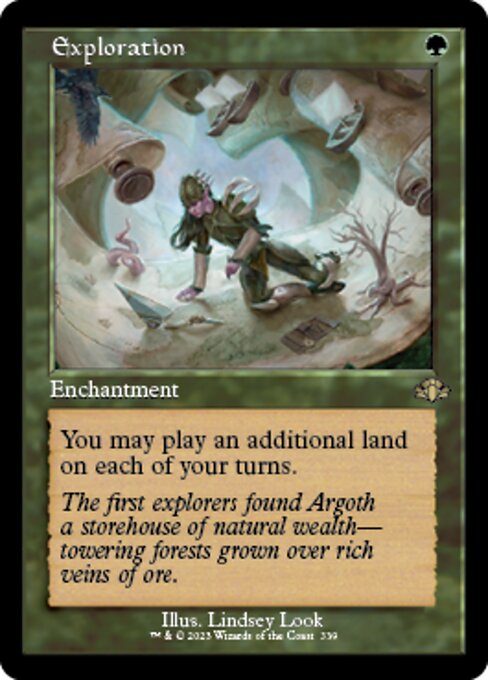 Exploration
Enchantment
You may play an additional land
on each of your turns.
The first explorers found Argoth
a storehouse of natural wealth—
towering forests grown over rich
veins of ore.
Illus. Lindsey Look
™ & © 2023 Wizards of the Coast 339